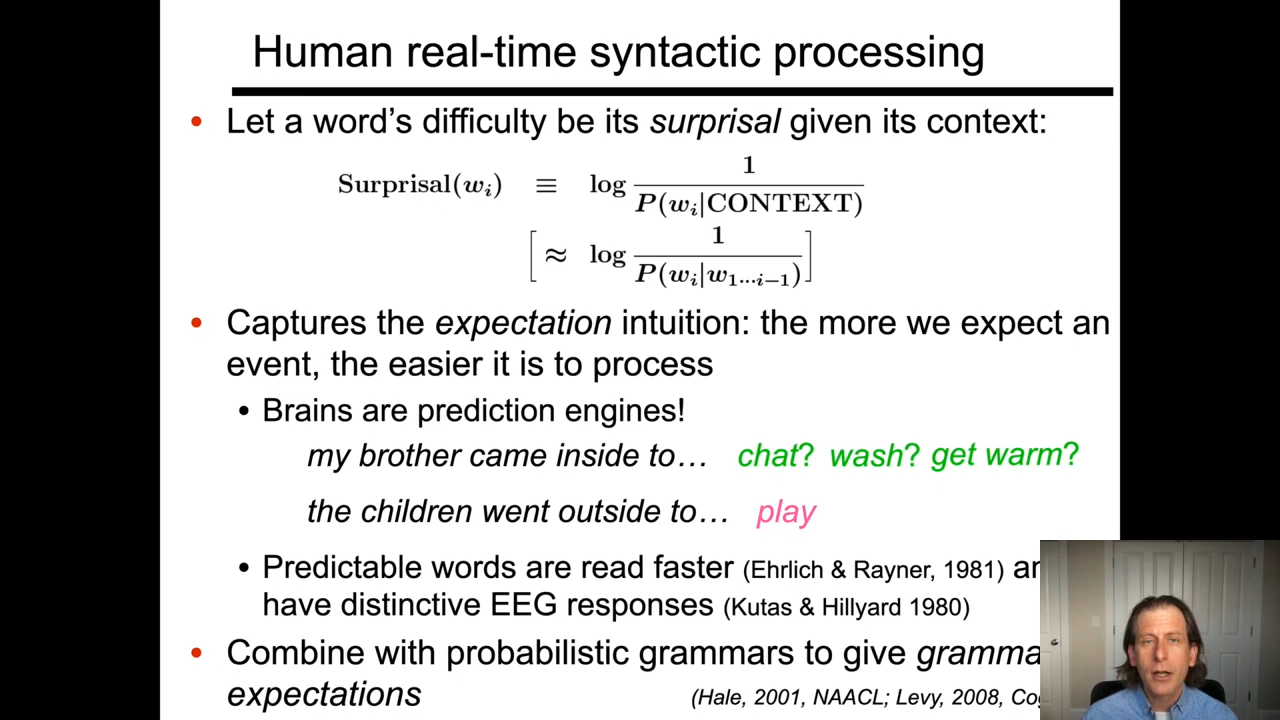 Human real-time syntactic processing
• Let a word's difficulty be its surprisal given its context:
Surprisal(wᵢ) ≡ log 1 / P(wᵢ|CONTEXT)
[≈ log 1 / P(wᵢ|w₁...ᵢ₋₁)]
• Captures the expectation intuition: the more we expect an
event, the easier it is to process
• Brains are prediction engines!
my brother came inside to… chat? wash? get warm?
the children went outside to… play
• Predictable words are read faster (Ehrlich & Rayner, 1981)
have distinctive EEG responses (Kutas & Hillyard 1980)
• Combine with probabilistic grammars to give
expectations (Hale, 2001, NAACL; Levy, 2008,